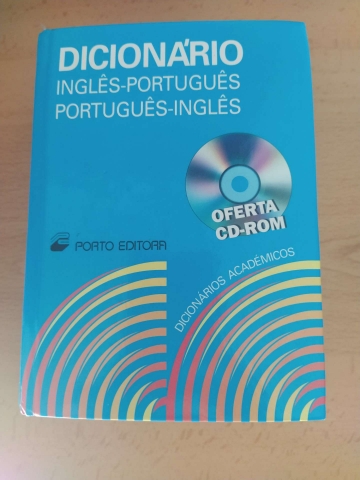 DICIONÁRIO
INGLÊS-PORTUGUÊS
PORTUGUÊS-INGLÊS
OFERTA
CD-ROM
PORTO EDITORA
DICIONÁRIOS ACADÉMICOS